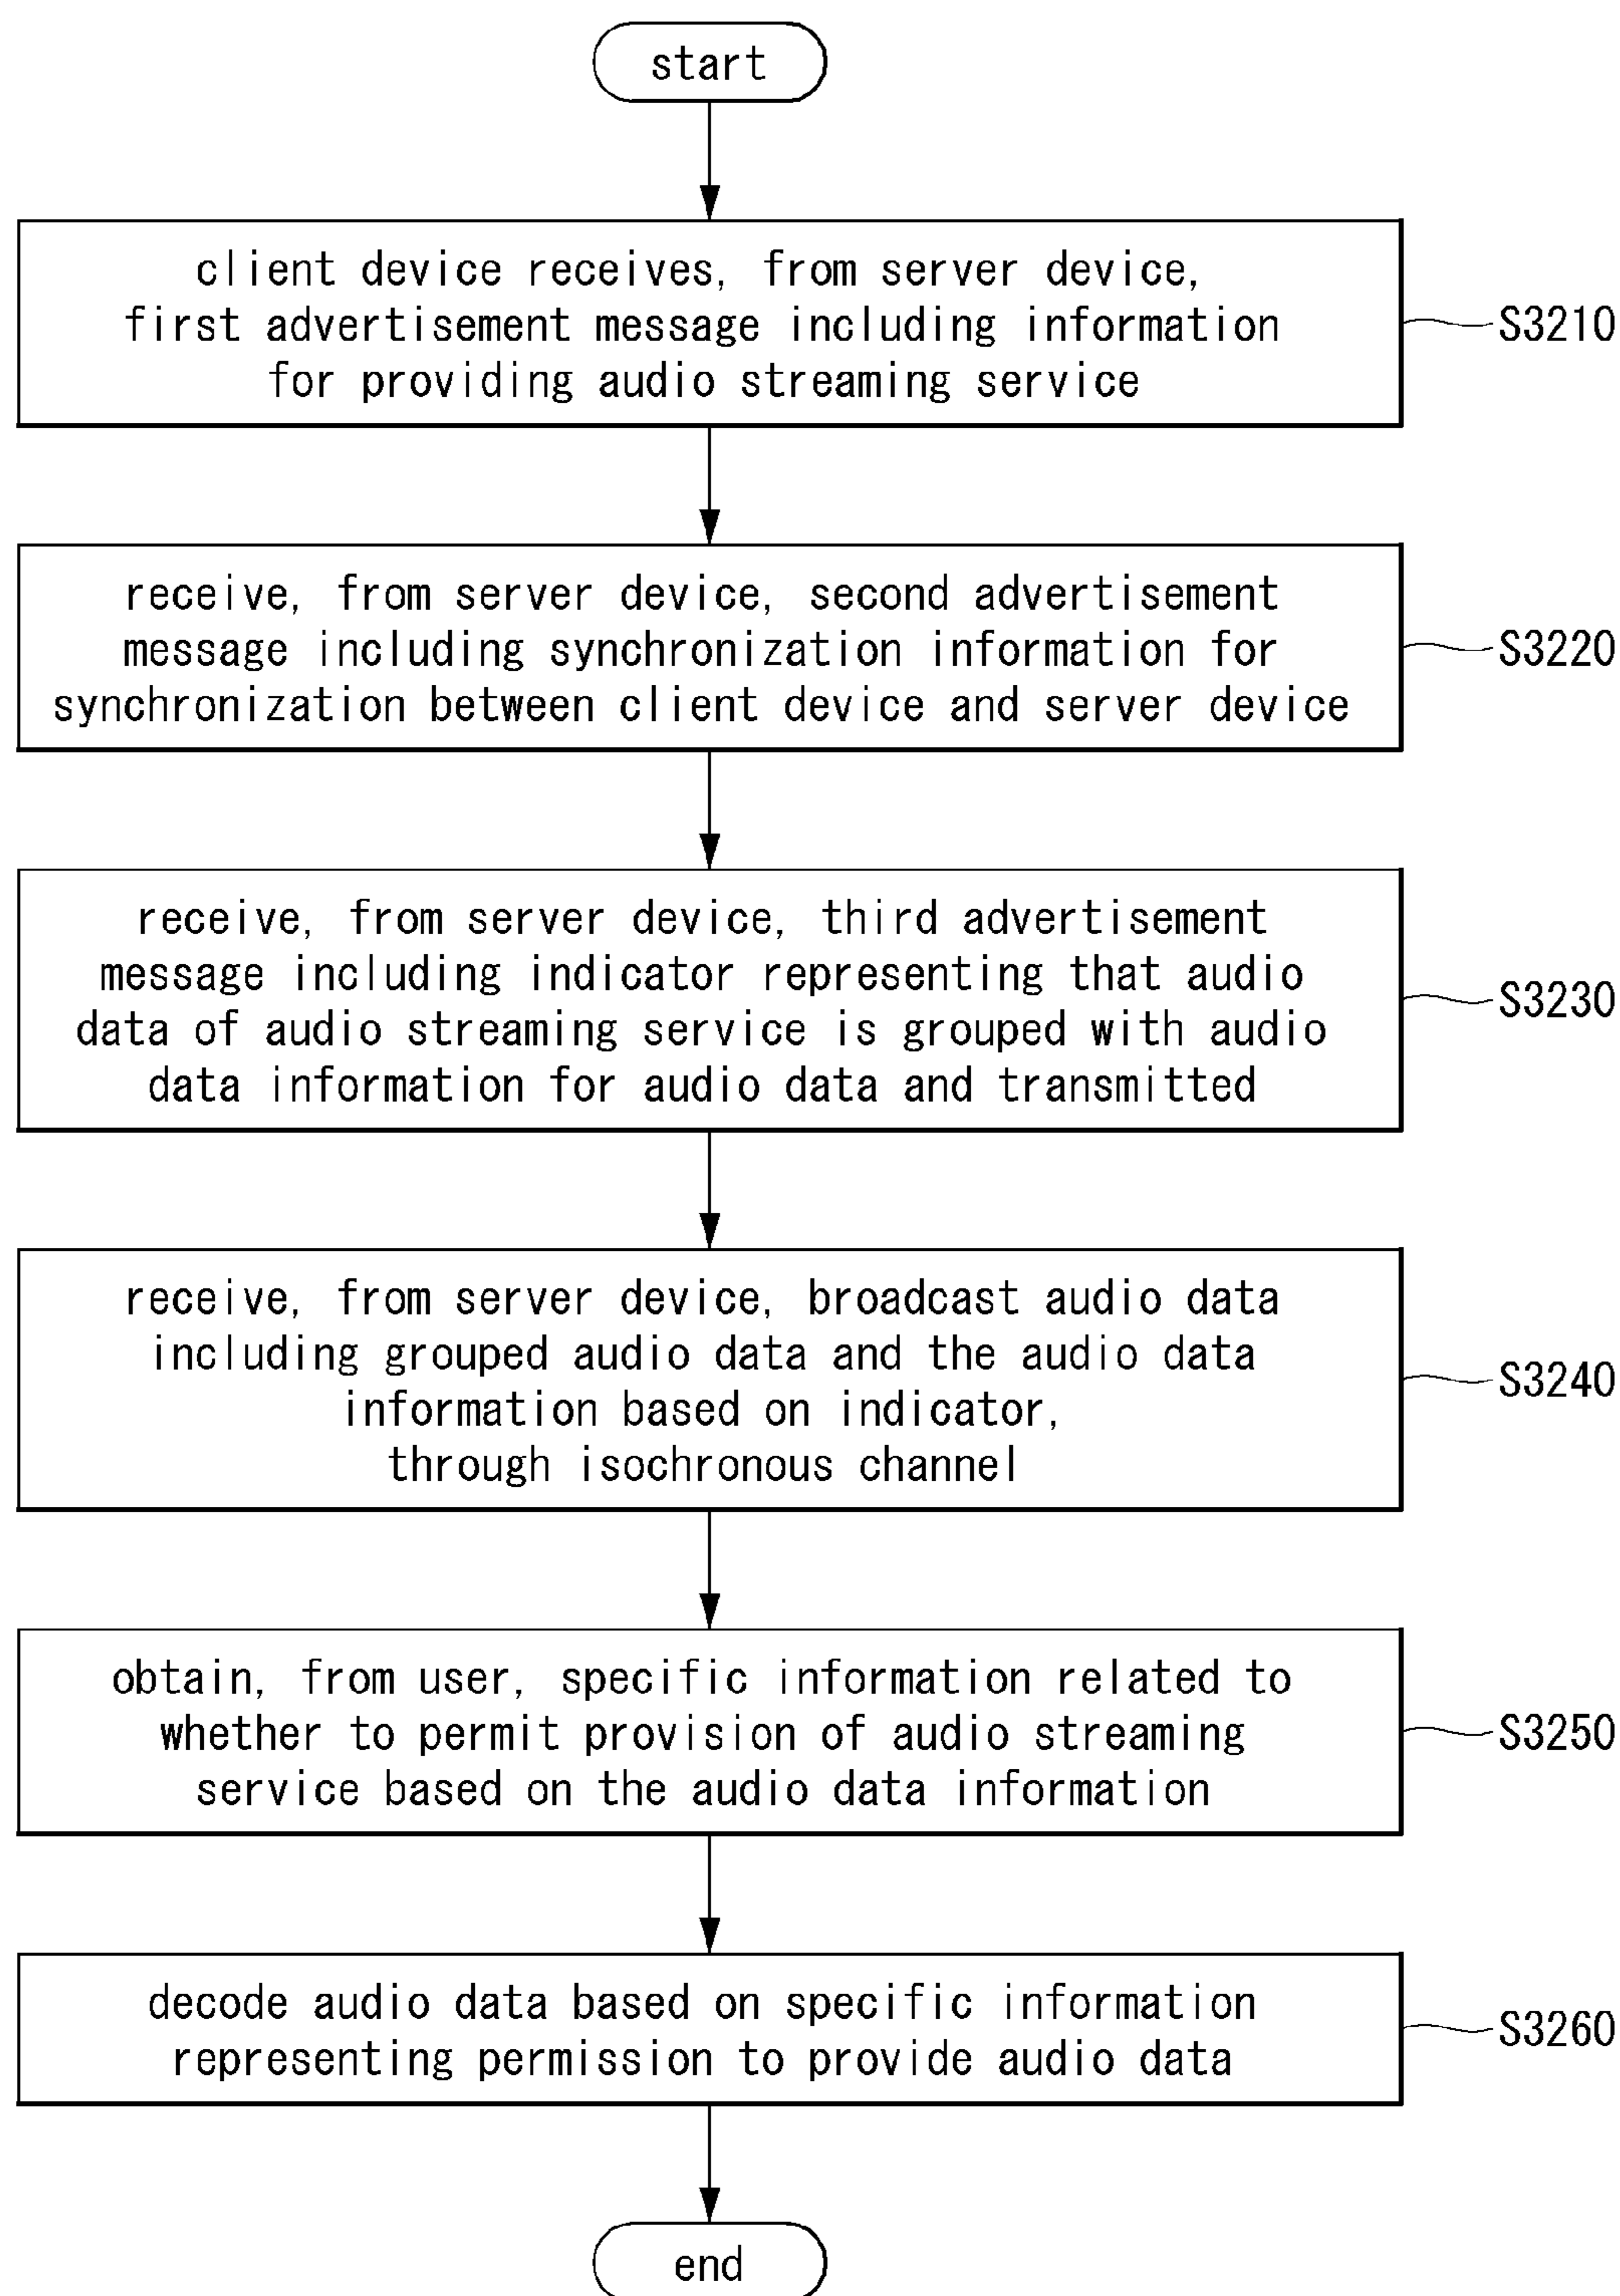 start
client device receives, from server device,
first advertisement message including information
for providing audio streaming service
S3210
receive, from server device, second advertisement
message including synchronization information for
synchronization between client device and server device
S3220
receive, from server device, third advertisement
message including indicator representing that audio
data of audio streaming service is grouped with audio
data information for audio data and transmitted
S3230
receive, from server device, broadcast audio data
including grouped audio data and the audio data
information based on indicator,
through isochronous channel
S3240
obtain, from user, specific information related to
whether to permit provision of audio streaming
service based on the audio data information
S3250
decode audio data based on specific information
representing permission to provide audio data
S3260
end